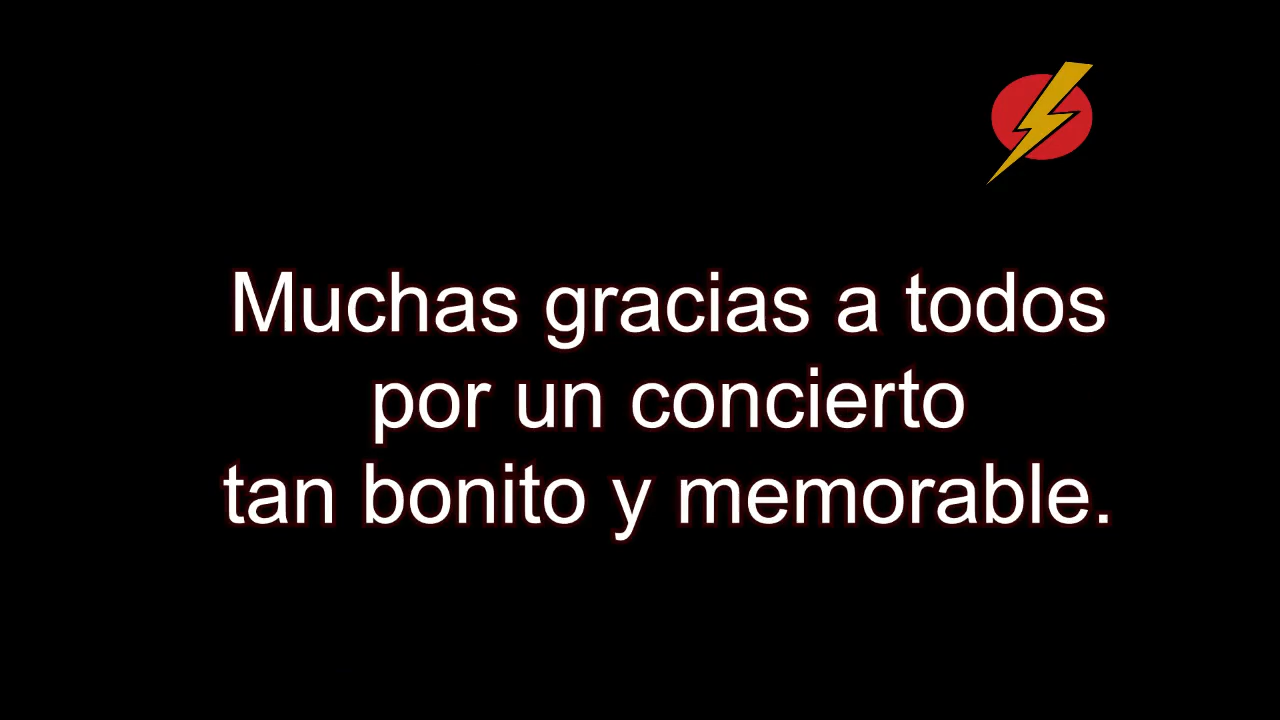 Muchas gracias a todos
por un concierto
tan bonito y memorable.